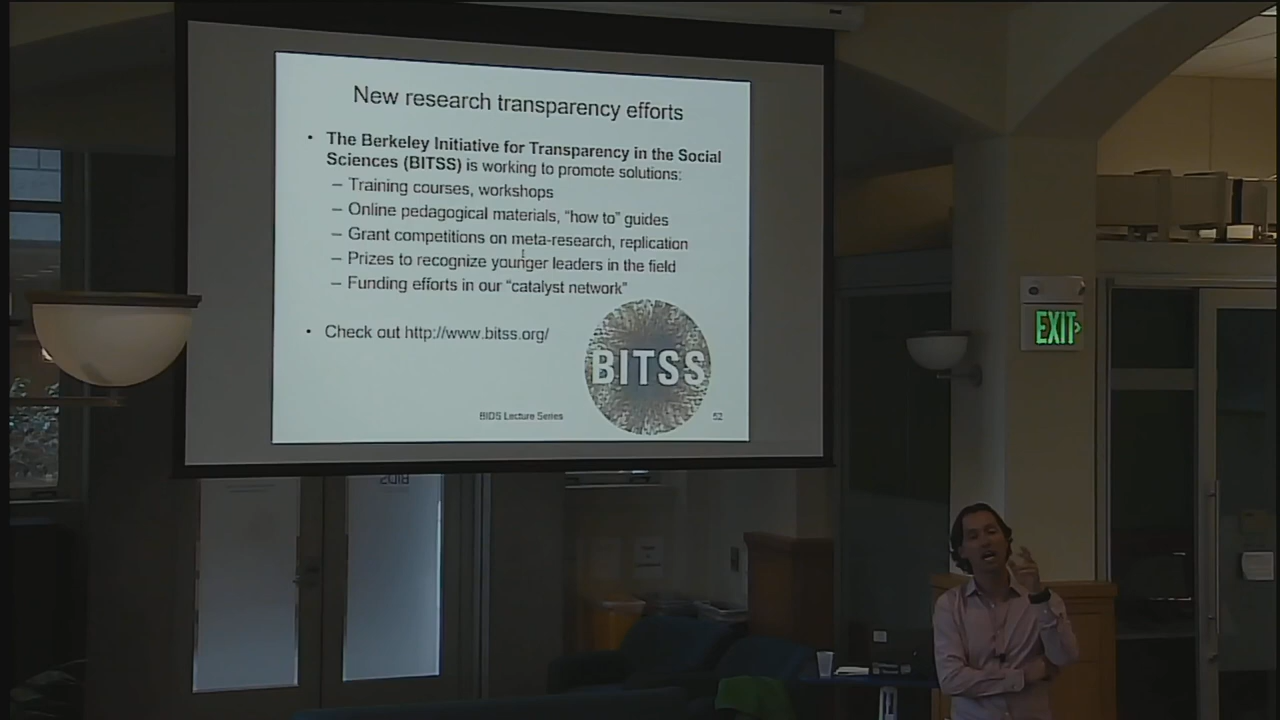 New research transparency efforts
• The Berkeley Initiative for Transparency in the Social
Sciences (BITSS) is working to promote solutions:
– Training courses, workshops
– Online pedagogical materials, “how to” guides
– Grant competitions on meta-research, replication
– Prizes to recognize younger leaders in the field
– Funding efforts in our “catalyst network”
• Check out http://www.bitss.org/
BITSS
BIDS Lecture Series
52
EXIT